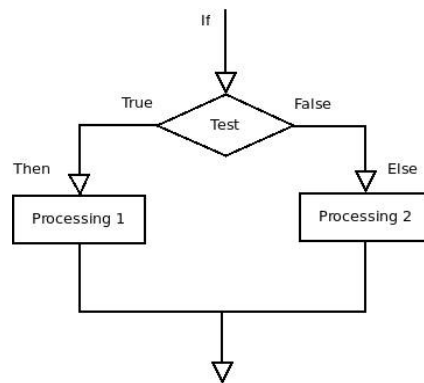 If
True
False
Test
Then
Else
Processing 1
Processing 2